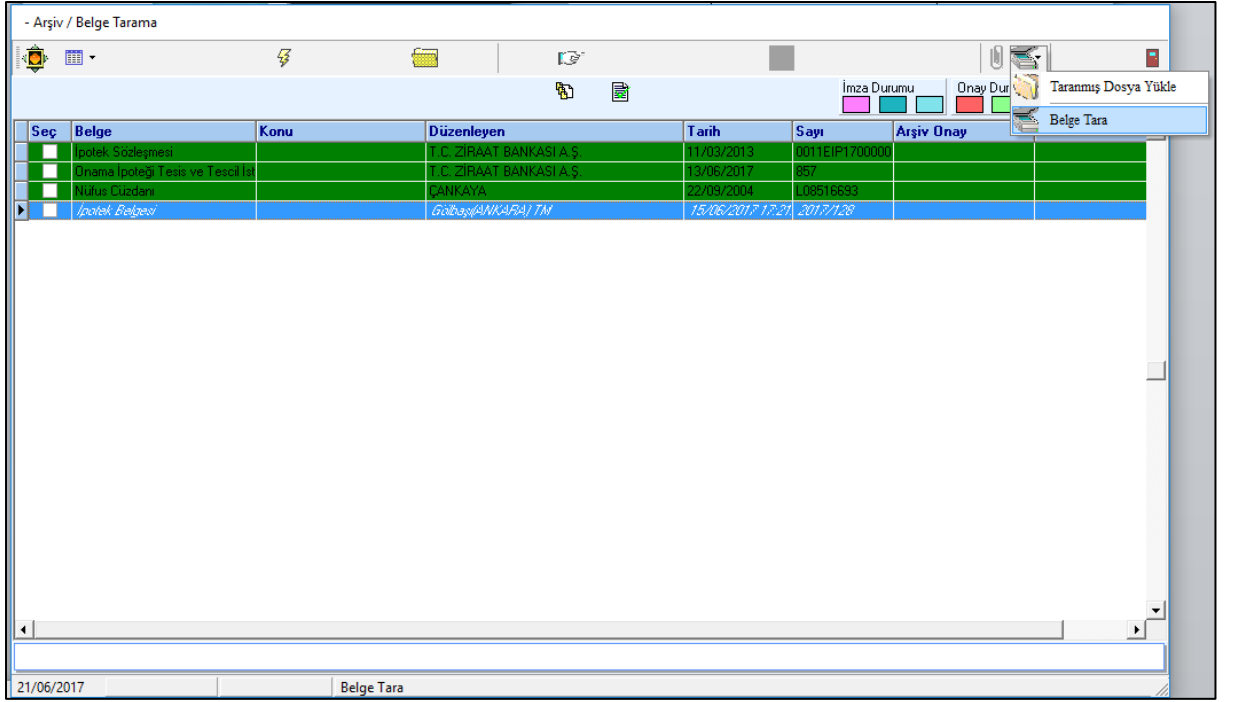 - Arşiv / Belge Tarama
İmza Durumu Onay Dur
Taranmış Dosya Yükle
Belge Tara
Seç Belge Konu Düzenleyen Tarih Sayı Arşiv Onay
İpotek Sözleşmesi T.C. ZİRAAT BANKASI A.Ş. 11/03/2013 0011EIP1700000
Onama İpoteği Tesis ve Tescil İst T.C. ZİRAAT BANKASI A.Ş. 13/06/2017 857
Nüfus Cüzdanı ÇANKAYA 22/09/2004 L08516693
İpotek Belgesi Gölbaşı(ANKARA) TM 15/06/2017 17:21 2017/128
21/06/2017 Belge Tara